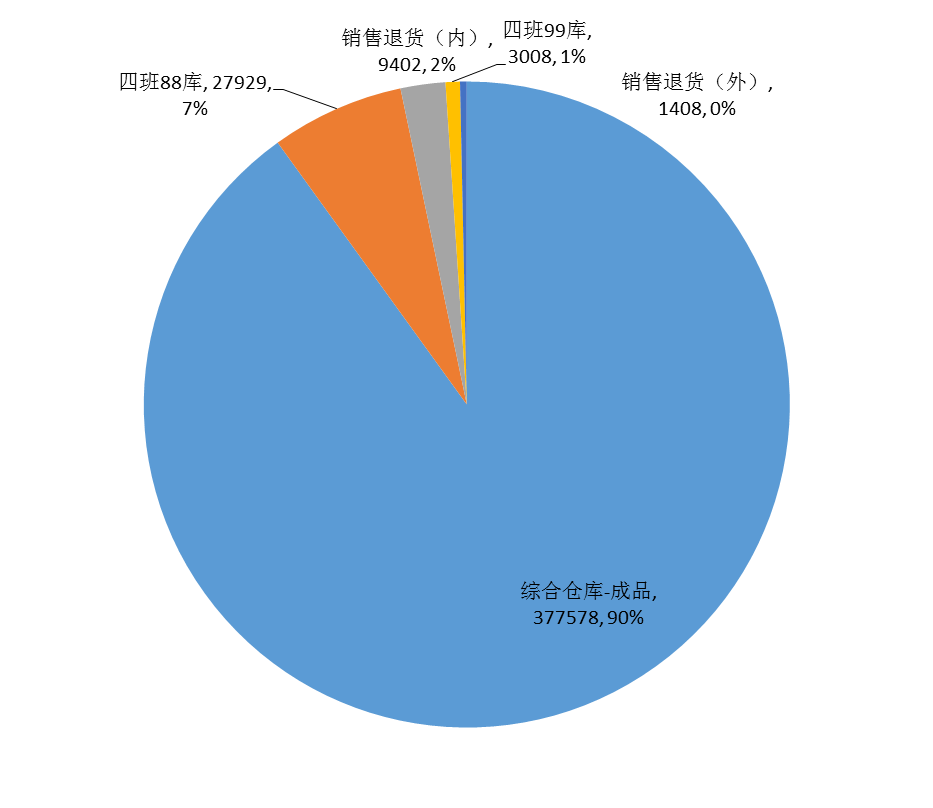 销售退货（内）,
9402, 2%
四班99库,
3008, 1%
四班88库, 27929,
7%
销售退货（外）,
1408, 0%
综合仓库-成品,
377578, 90%